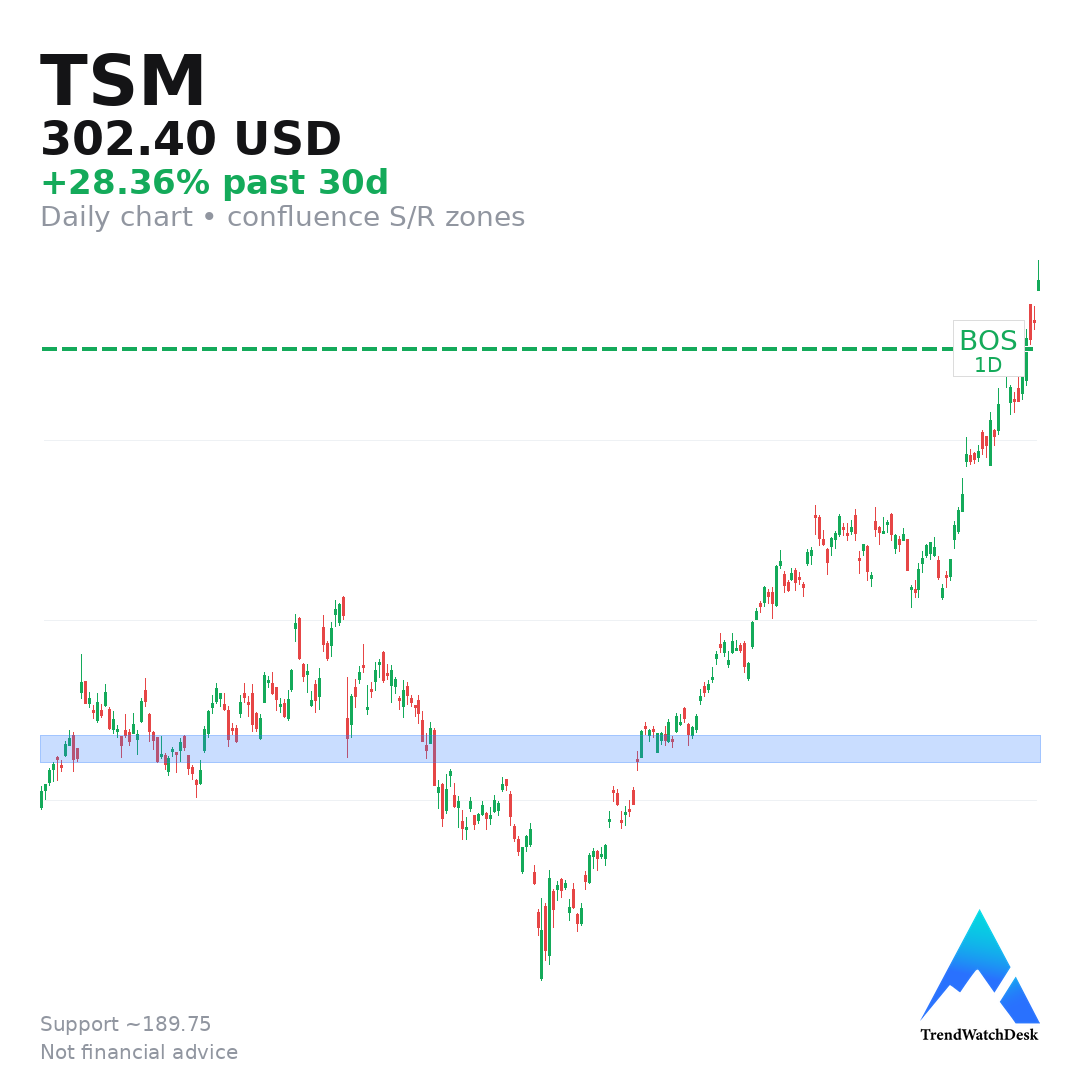 TSM
302.40 USD
+28.36% past 30d
Daily chart • confluence S/R zones
BOS
1D
Support ~189.75
Not financial advice
TrendWatchDesk